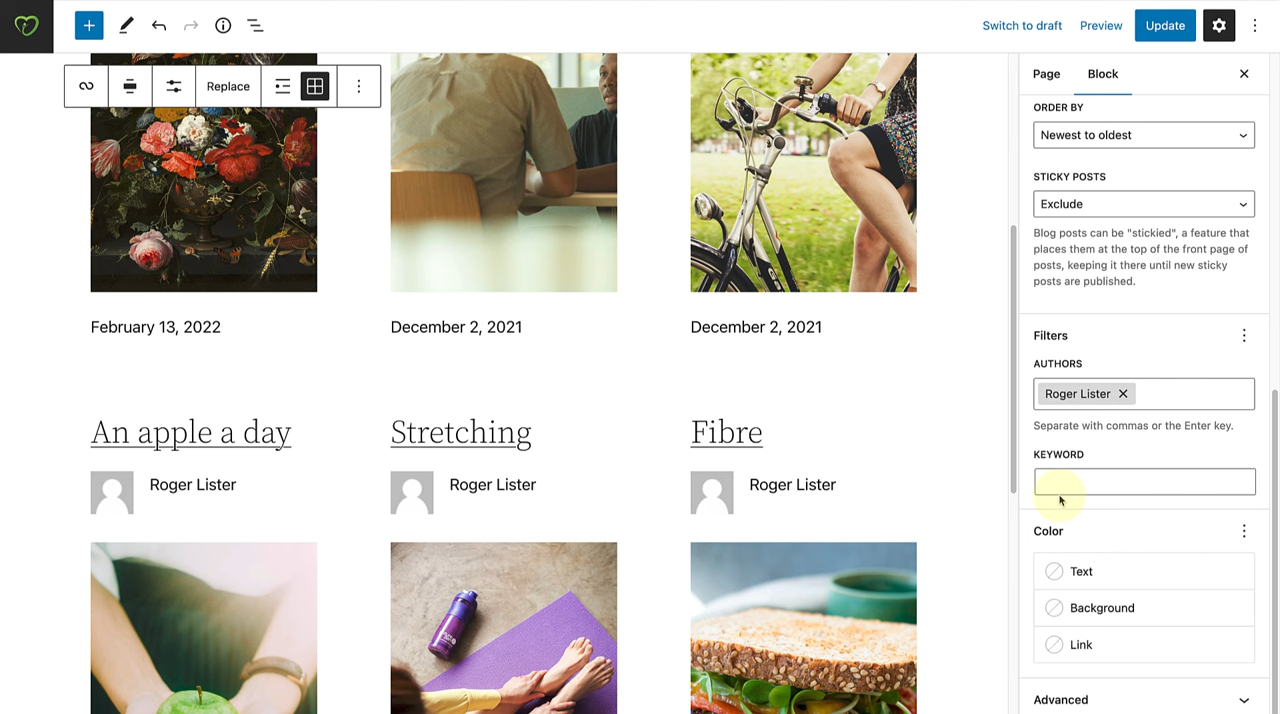 Switch to draft
Preview
Update
Replace
Page
Block
ORDER BY
Newest to oldest
STICKY POSTS
Exclude
Blog posts can be "stickied", a feature that
places them at the top of the front page of
posts, keeping it there until new sticky
posts are published.
Filters
AUTHORS
Roger Lister
Separate with commas or the Enter key.
KEYWORD
Color
Text
Background
Link
Advanced
February 13, 2022
December 2, 2021
December 2, 2021
An apple a day
Stretching
Fibre
Roger Lister
Roger Lister
Roger Lister